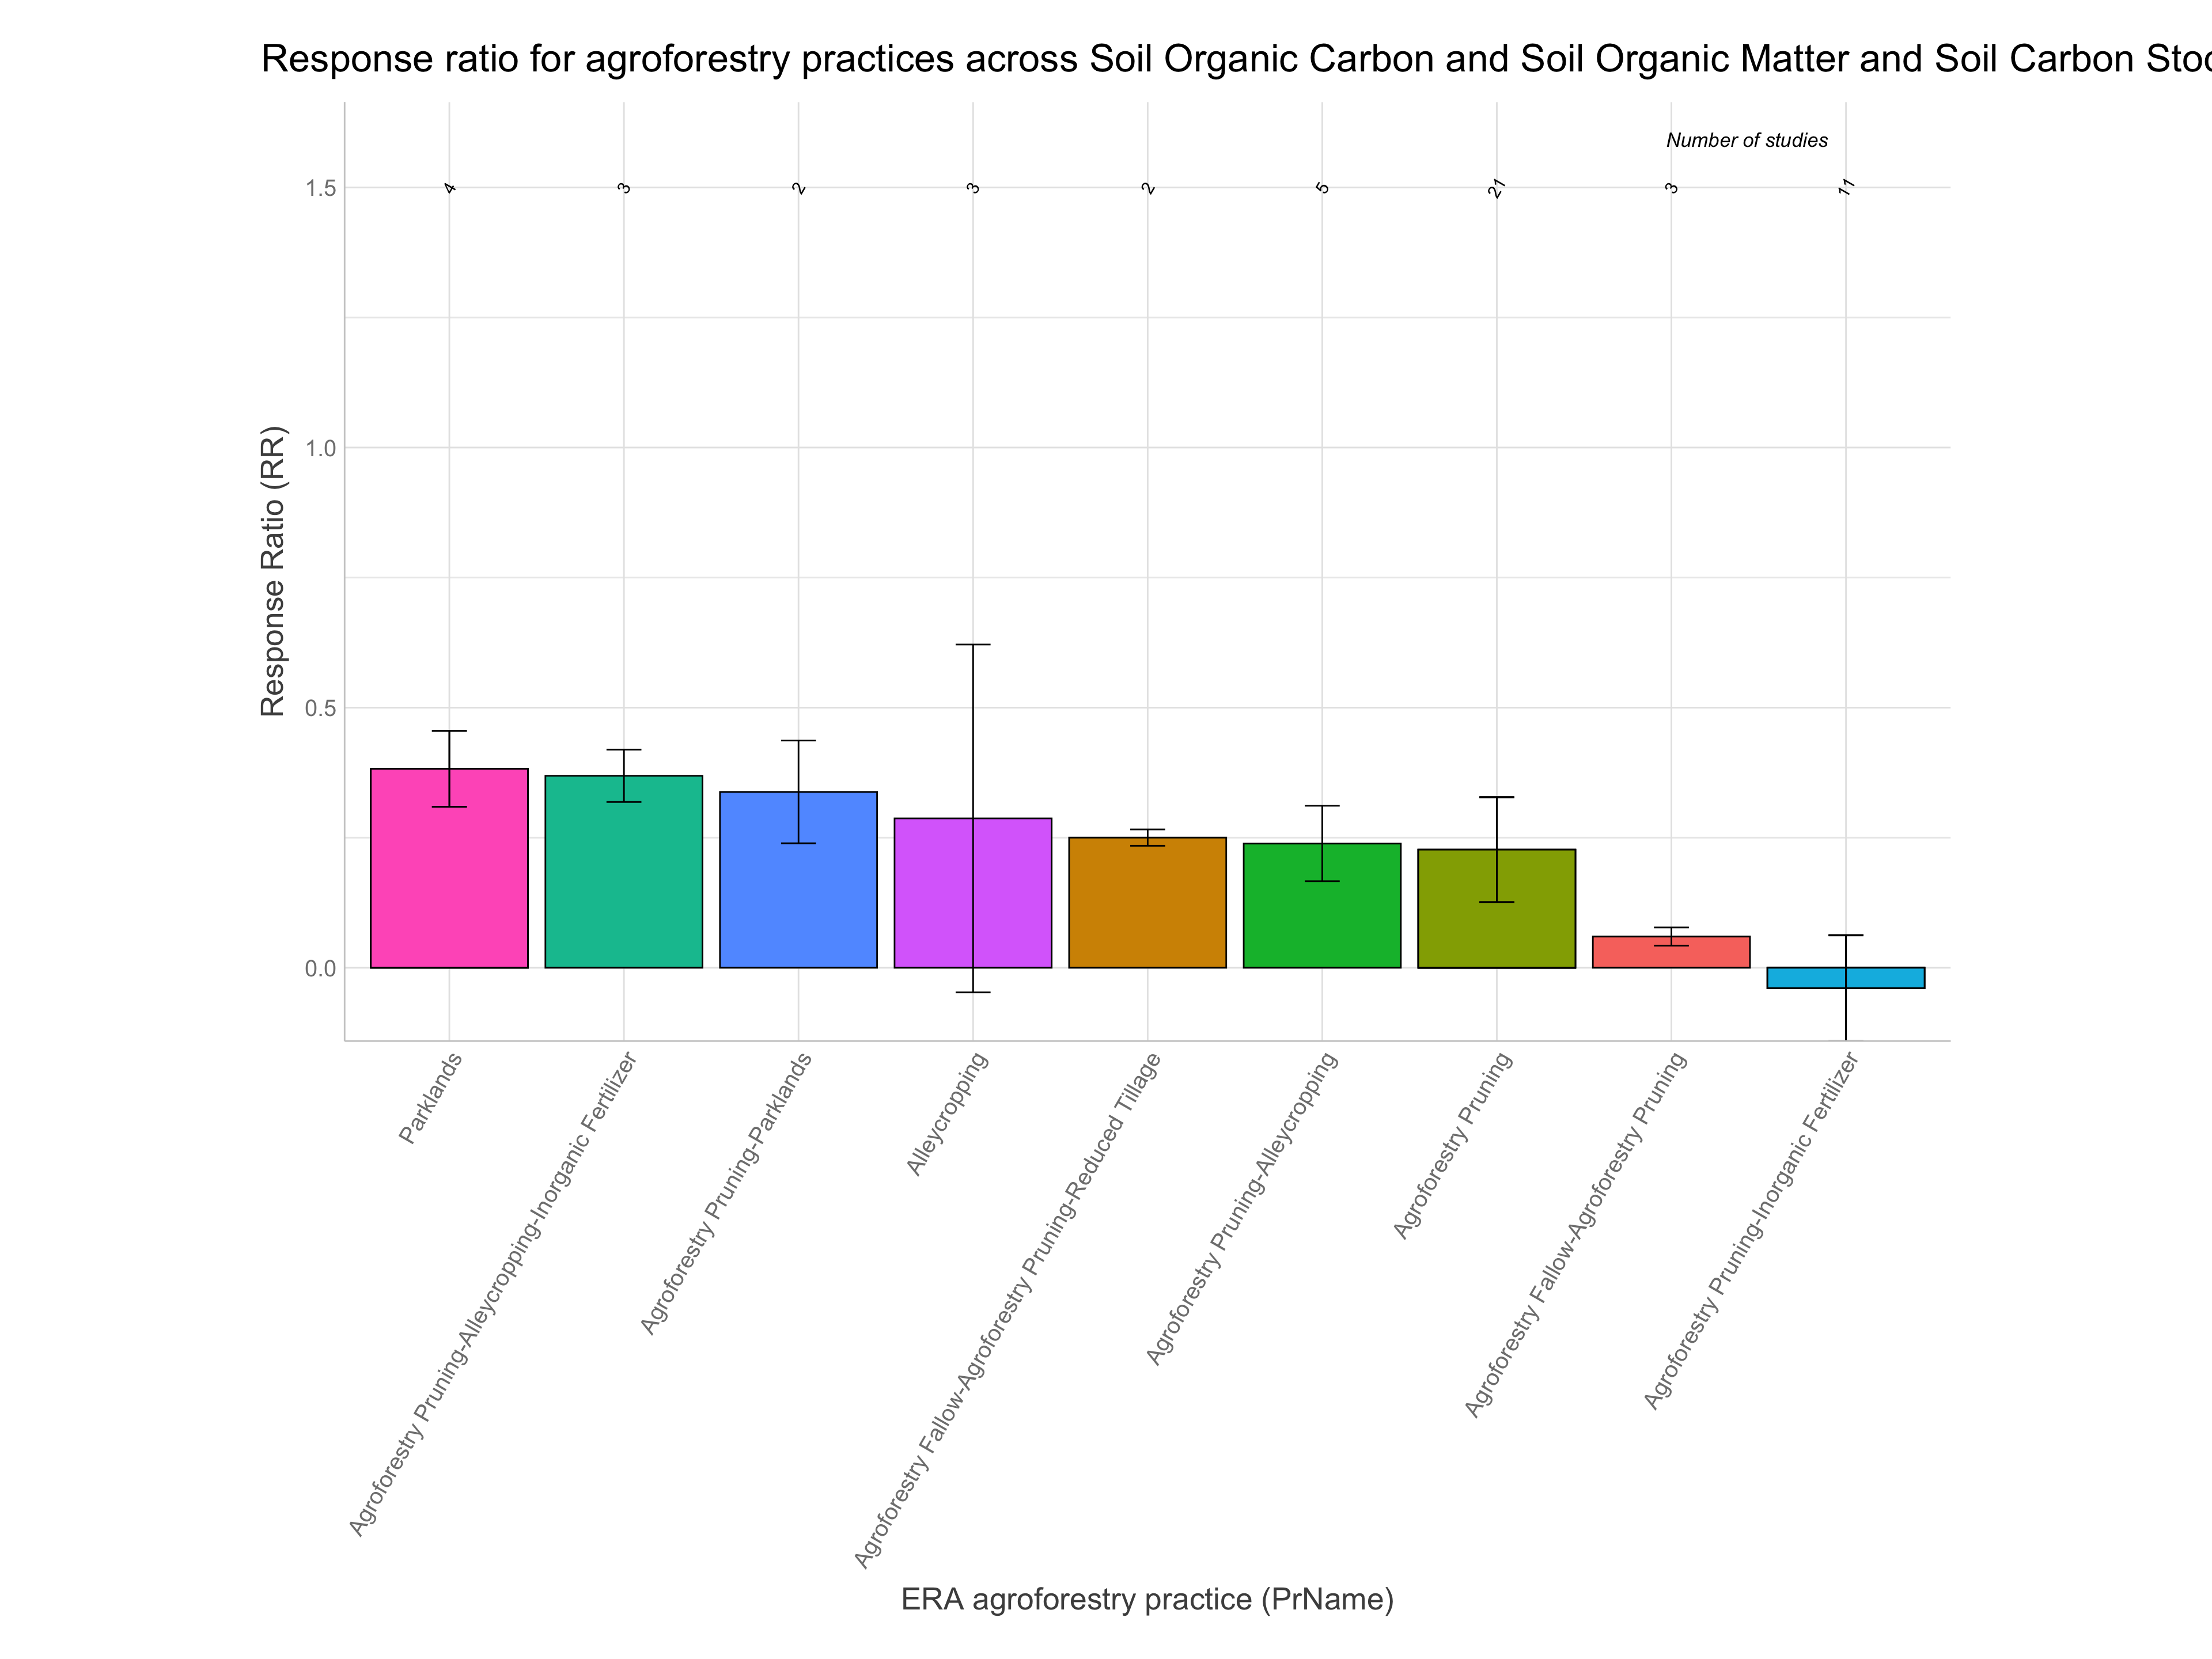 Response ratio for agroforestry practices across Soil Organic Carbon and Soil Organic Matter and Soil Carbon
Number of studies
4 3 2 3 2 5 21 3 11
1.5
1.0
0.5
0.0
Response Ratio (RR)
Parklands
Agroforestry Pruning-Alleycropping-Inorganic Fertilizer
Agroforestry Pruning-Parklands
Alleycropping
Agroforestry Fallow-Agroforestry Pruning-Reduced Tillage
Agroforestry Pruning-Alleycropping
Agroforestry Pruning
Agroforestry Fallow-Agroforestry Pruning
Agroforestry Pruning-Inorganic Fertilizer
ERA agroforestry practice (PrName)